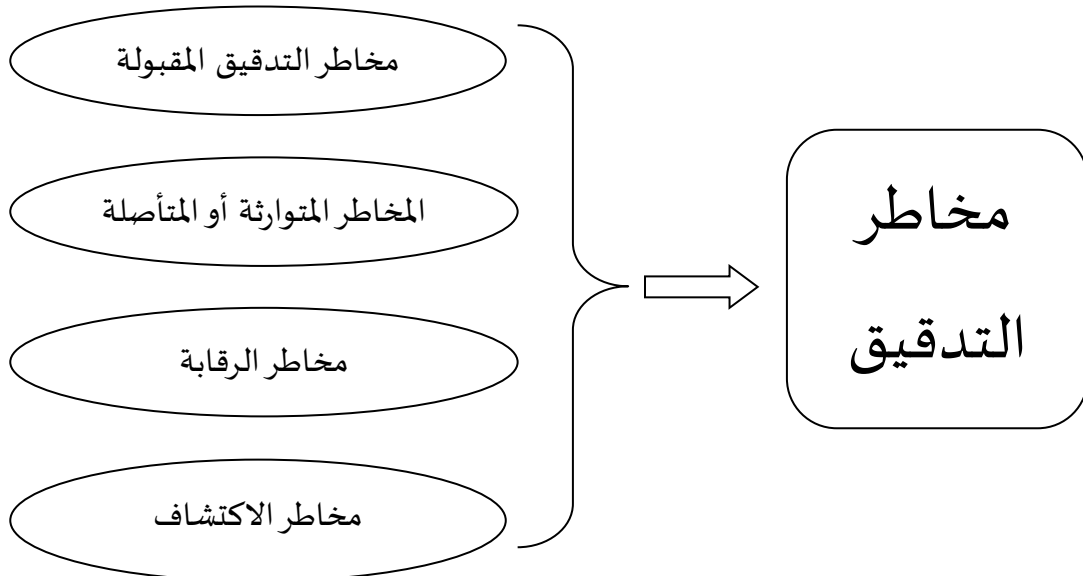 مخاطر التدقيق المقبولة
المخاطر المتوارثة أو المتأصلة
مخاطر الرقابة
مخاطر الاكتشاف
مخاطر
التدقيق